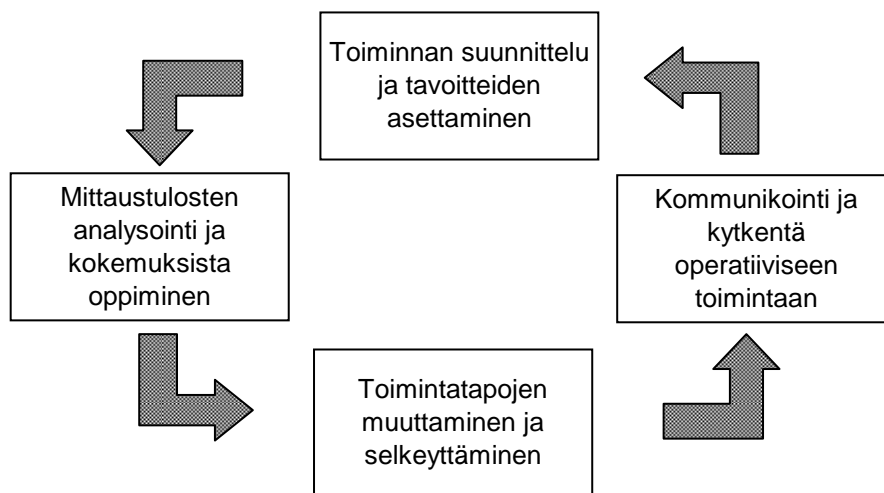 Toiminnan suunnittelu
ja tavoitteiden
asettaminen
Mittaustulosten
analysointi ja
kokemuksista
oppiminen
Kommunikointi ja
kytkentä
operatiiviseen
toimintaan
Toimintatapojen
muuttaminen ja
selkeyttäminen